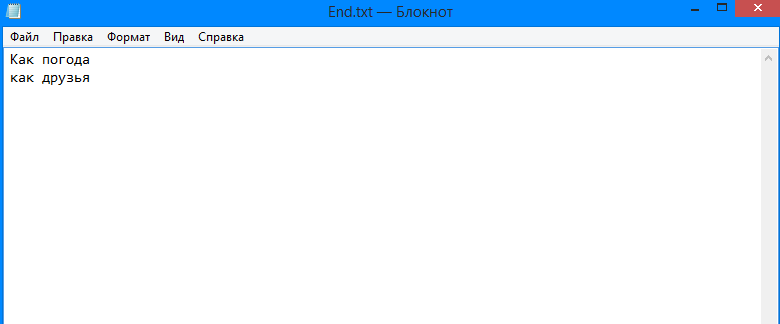 End.txt — Блокнот
Файл Правка Формат Вид Справка
Как погода
как друзья